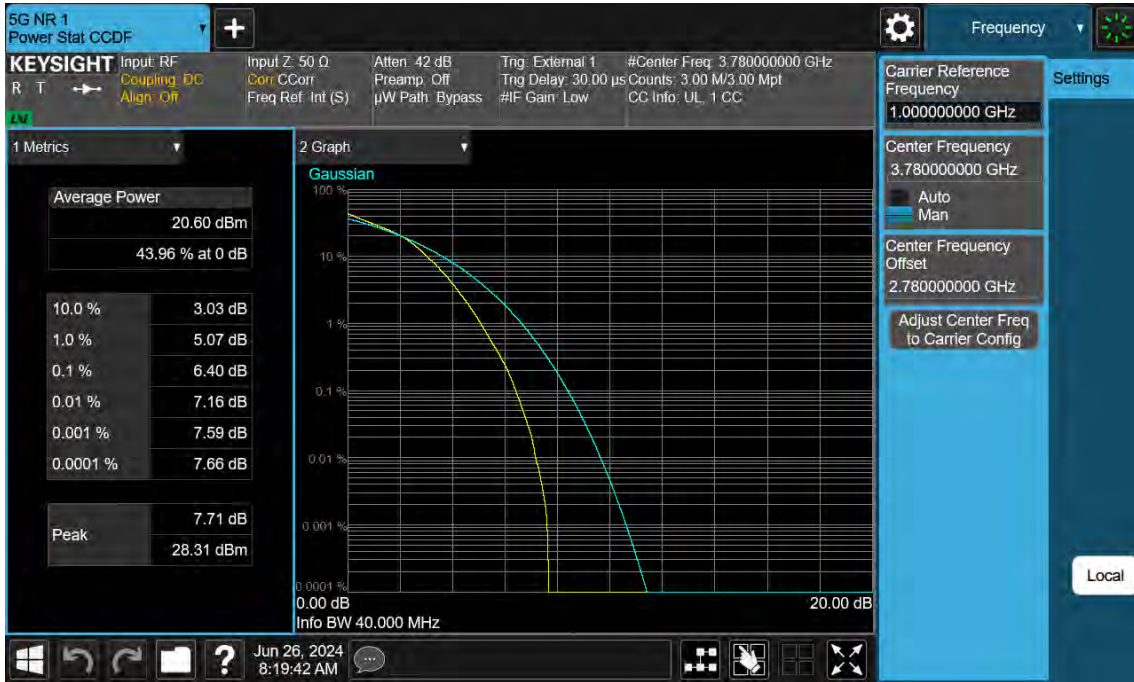 5G NR 1
Power Stat CCDF
Frequency
KEYSIGHT
R T
LXI
Input: RF
Coupling: DC
Align: Off
Input Z: 50 Ω
Corr CCorr
Freq Ref: Int (S)
Atten: 42 dB
Preamp: Off
µW Path: Bypass
Trig: External 1
Trig Delay: 30.00 µs
#IF Gain: Low
#Center Freq: 3.780000000 GHz
Counts: 3.00 M/3.00 Mpt
CC Info: UL, 1 CC
1 Metrics
Average Power
20.60 dBm
43.96 % at 0 dB
10.0 % 3.03 dB
1.0 % 5.07 dB
0.1 % 6.40 dB
0.01 % 7.16 dB
0.001 % 7.59 dB
0.0001 % 7.66 dB
Peak
7.71 dB
28.31 dBm
2 Graph
Gaussian
100 %
10 %
1 %
0.1 %
0.01 %
0.001 %
0.0001 %
0.00 dB 20.00 dB
Info BW 40.000 MHz
Carrier Reference
Frequency
1.000000000 GHz
Center Frequency
3.780000000 GHz
Auto
Man
Center Frequency
Offset
2.780000000 GHz
Adjust Center Freq
to Carrier Config
Settings
Local
?
Jun 26, 2024
8:19:42 AM